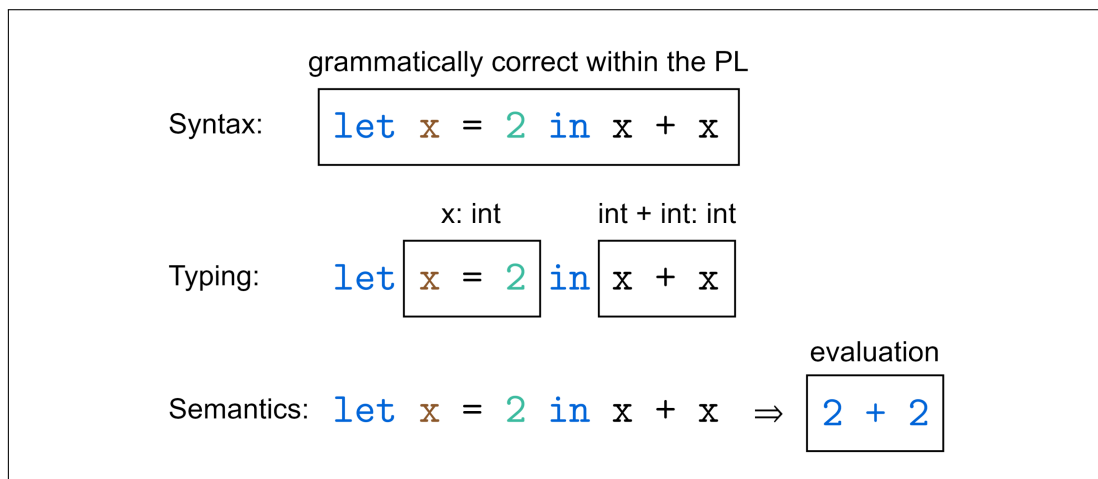 grammatically correct within the PL
Syntax: let x = 2 in x + x
x: int int + int: int
Typing: let x = 2 in x + x
evaluation
Semantics: let x = 2 in x + x ⇒ 2 + 2